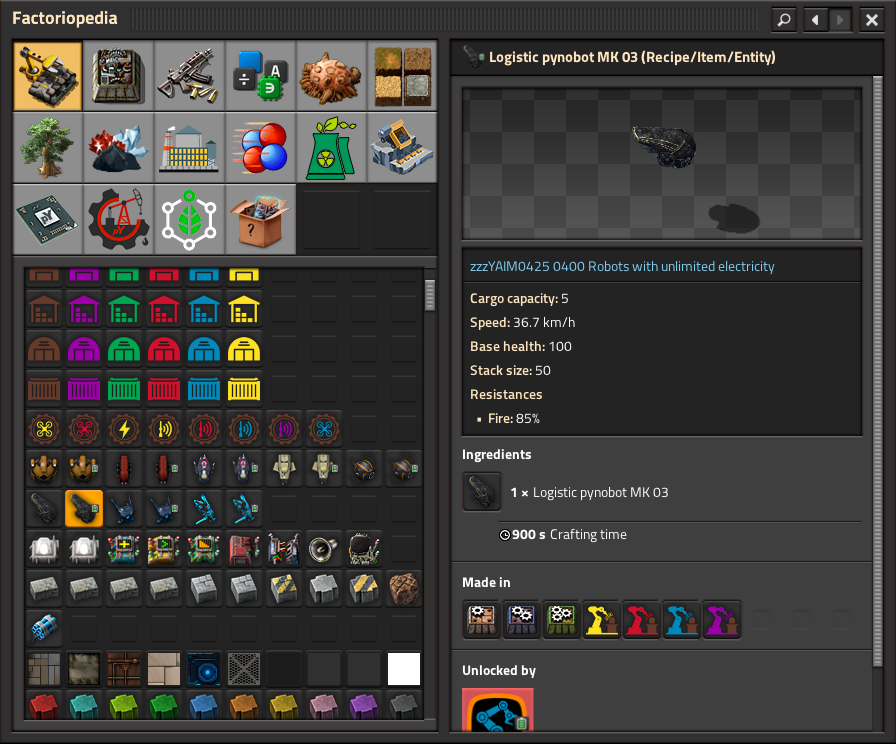 Factoriopedia
Logistic pynobot MK 03 (Recipe/Item/Entity)
zzzYAIM0425 0400 Robots with unlimited electricity
Cargo capacity: 5
Speed: 36.7 km/h
Base health: 100
Stack size: 50
Resistances
• Fire: 85%
Ingredients
1 × Logistic pynobot MK 03
900 s Crafting time
Made in
Unlocked by